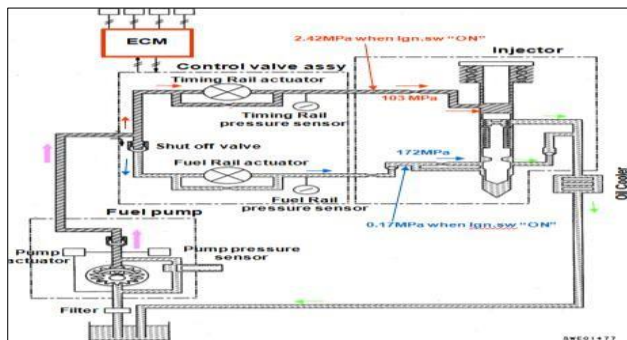 ECM
2.42MPa when Ign.sw "ON"
Injector
Control valve assy
Timing Rail actuator
103 MPa
Timing Rail
pressure sensor
Shut off valve
172MPa
Fuel Rail actuator
Fuel Rail
pressure sensor
0.17MPa when Ign.sw "ON"
Oil Cooler
Fuel pump
Pump
actuator
Pump pressure
sensor
Filter
SWE01477